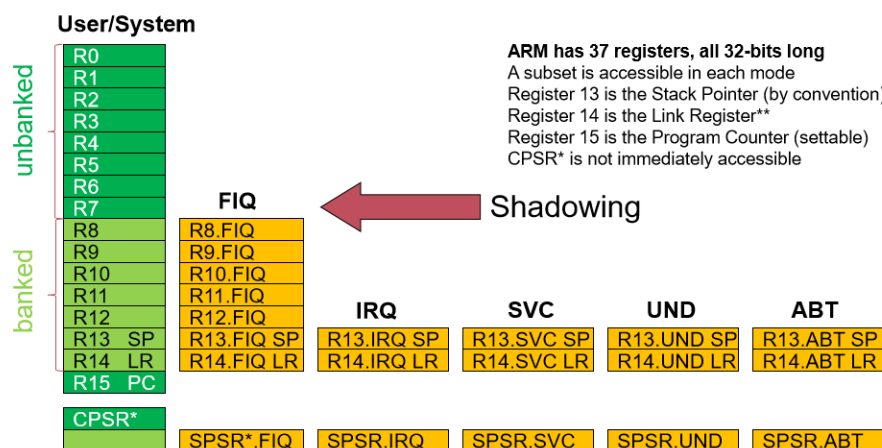 User/System
ARM has 37 registers, all 32-bits long
A subset is accessible in each mode
Register 13 is the Stack Pointer (by convention)
Register 14 is the Link Register**
Register 15 is the Program Counter (settable)
CPSR* is not immediately accessible
unbanked
R0
R1
R2
R3
R4
R5
R6
R7
FIQ
Shadowing
banked
R8 R8.FIQ
R9 R9.FIQ
R10 R10.FIQ
R11 R11.FIQ
R12 R12.FIQ
IRQ SVC UND ABT
R13 SP R13.FIQ SP R13.IRQ SP R13.SVC SP R13.UND SP R13.ABT SP
R14 LR R14.FIQ LR R14.IRQ LR R14.SVC LR R14.UND LR R14.ABT LR
R15 PC
CPSR*
SPSR*.FIQ SPSR.IRQ SPSR.SVC SPSR.UND SPSR.ABT